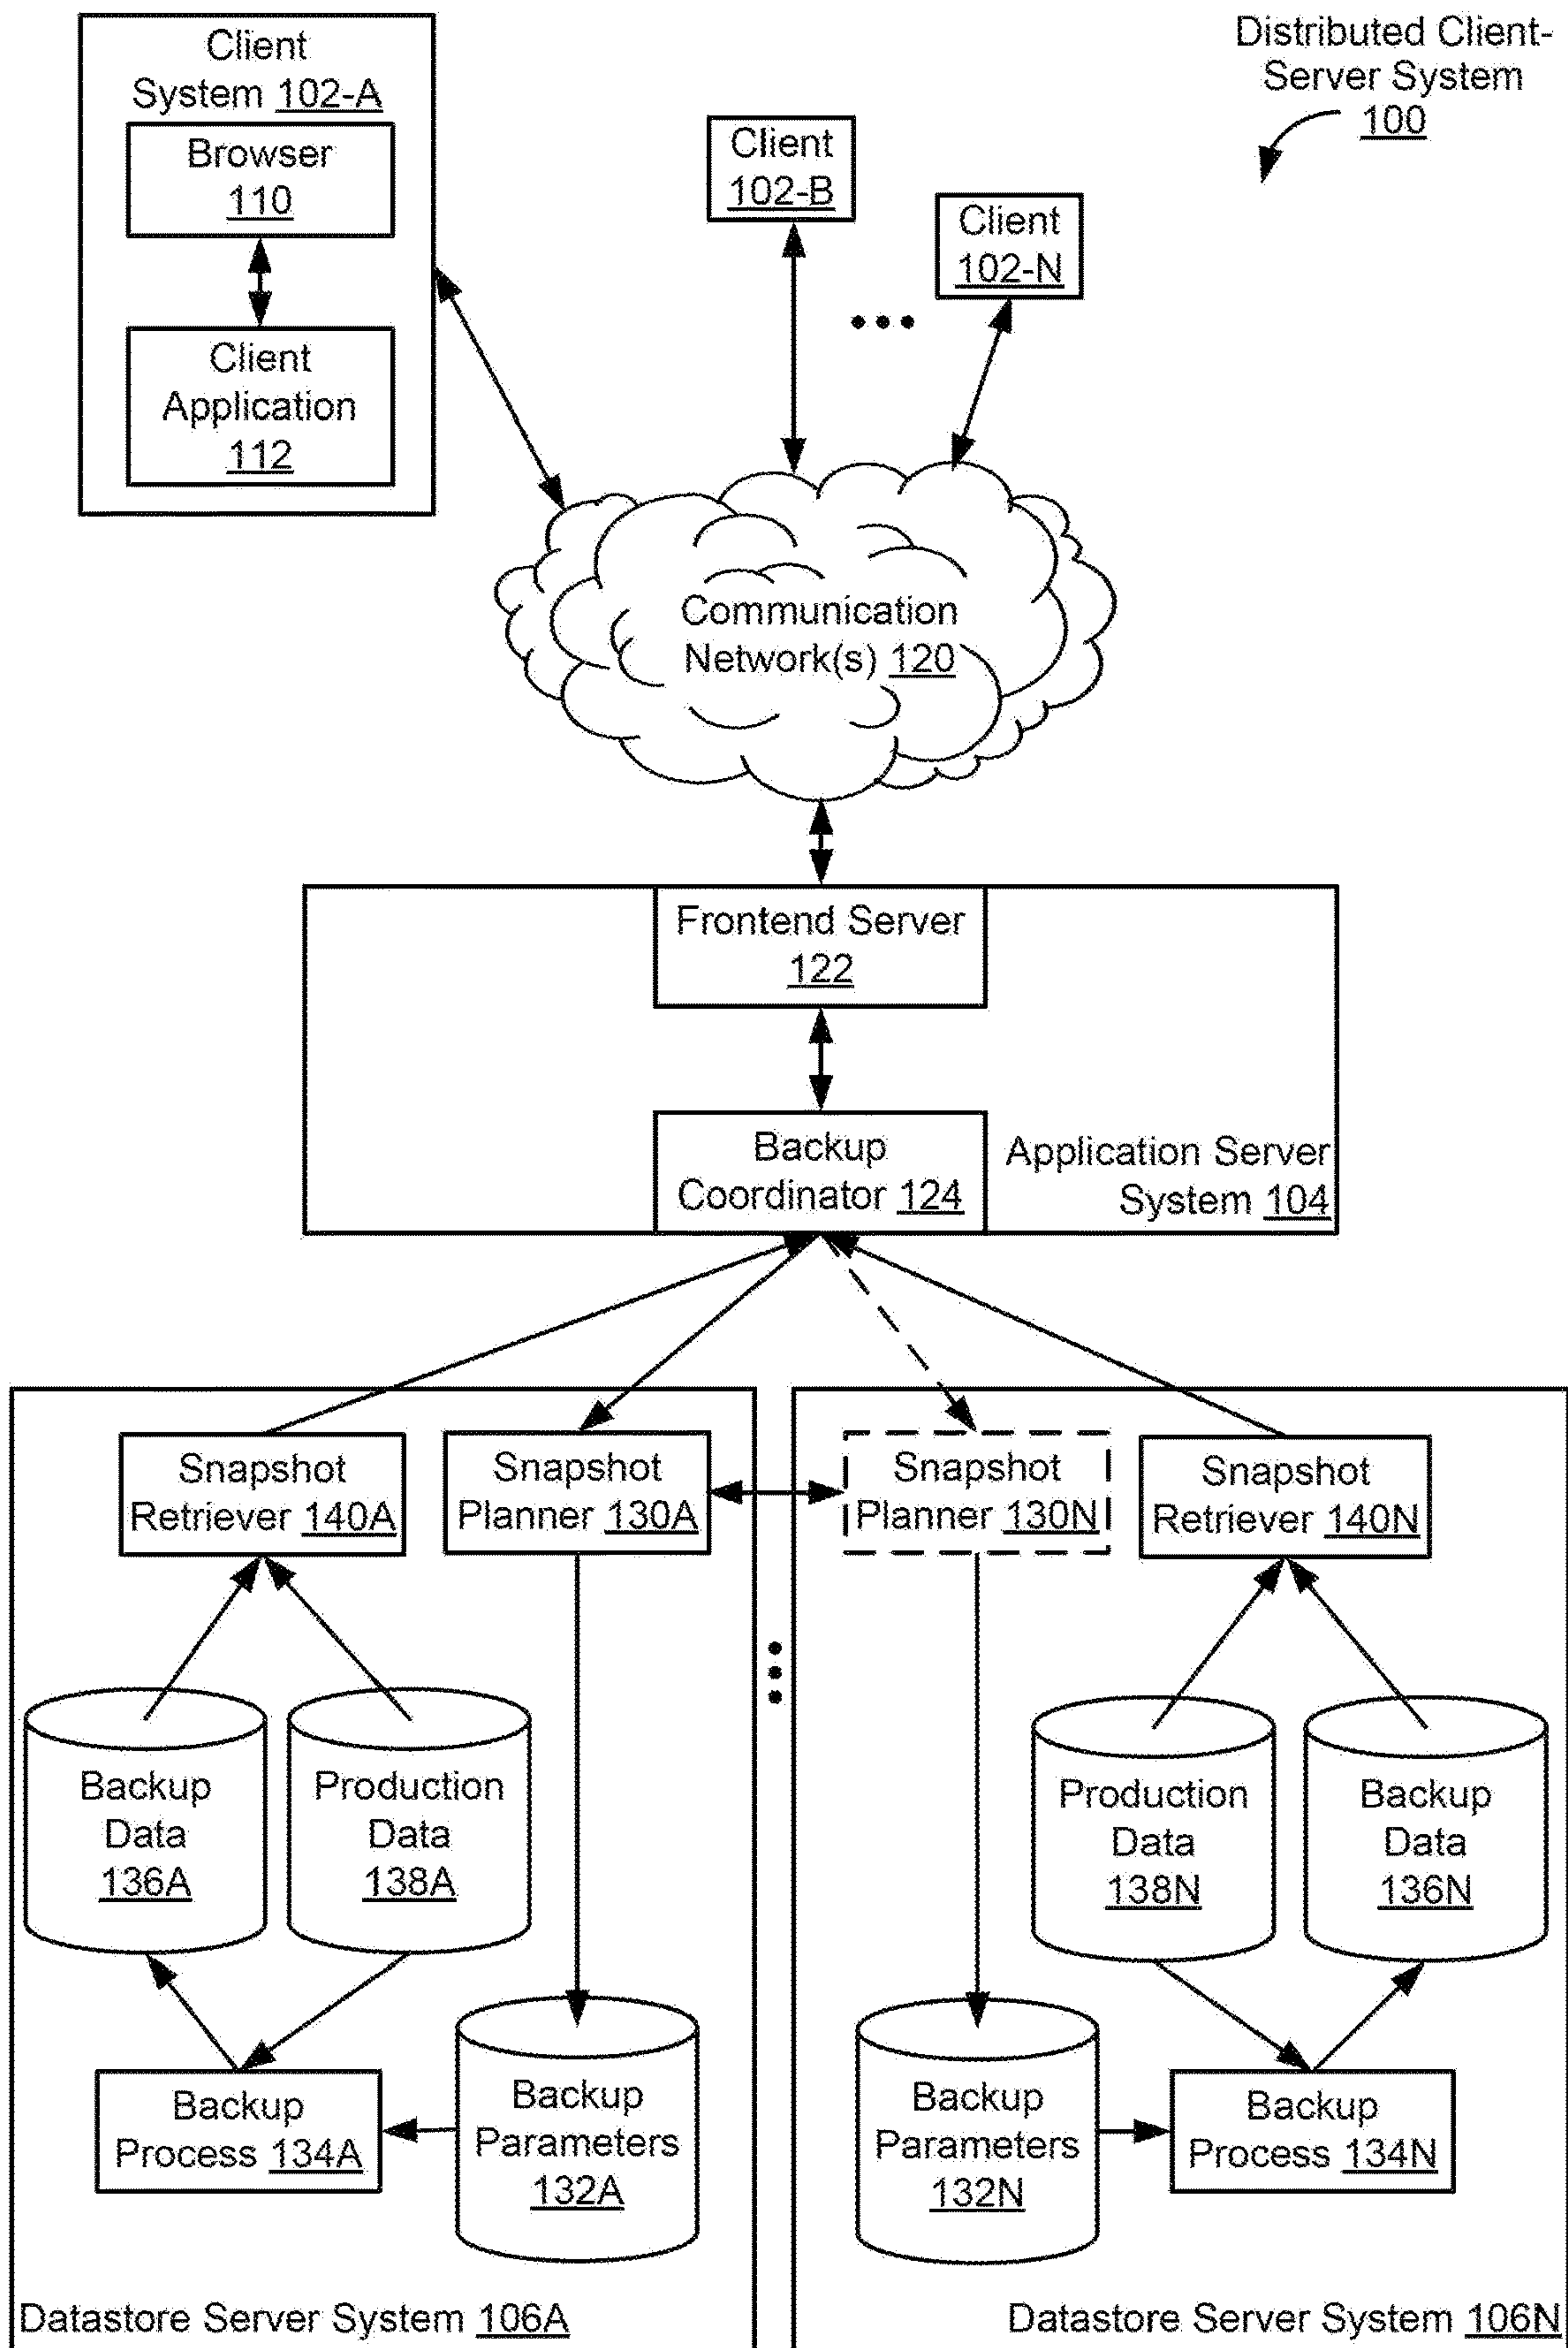 Distributed Client-
Server System
100
Client
System 102-A
Browser
110
Client
Application
112
Client
102-B
Client
102-N
Communication
Network(s) 120
Frontend Server
122
Backup
Coordinator 124
Application Server
System 104
Snapshot
Retriever 140A
Snapshot
Planner 130A
Snapshot
Planner 130N
Snapshot
Retriever 140N
Backup
Data
136A
Production
Data
138A
Production
Data
138N
Backup
Data
136N
Backup
Process 134A
Backup
Parameters
132A
Backup
Parameters
132N
Backup
Process 134N
Datastore Server System 106A
Datastore Server System 106N